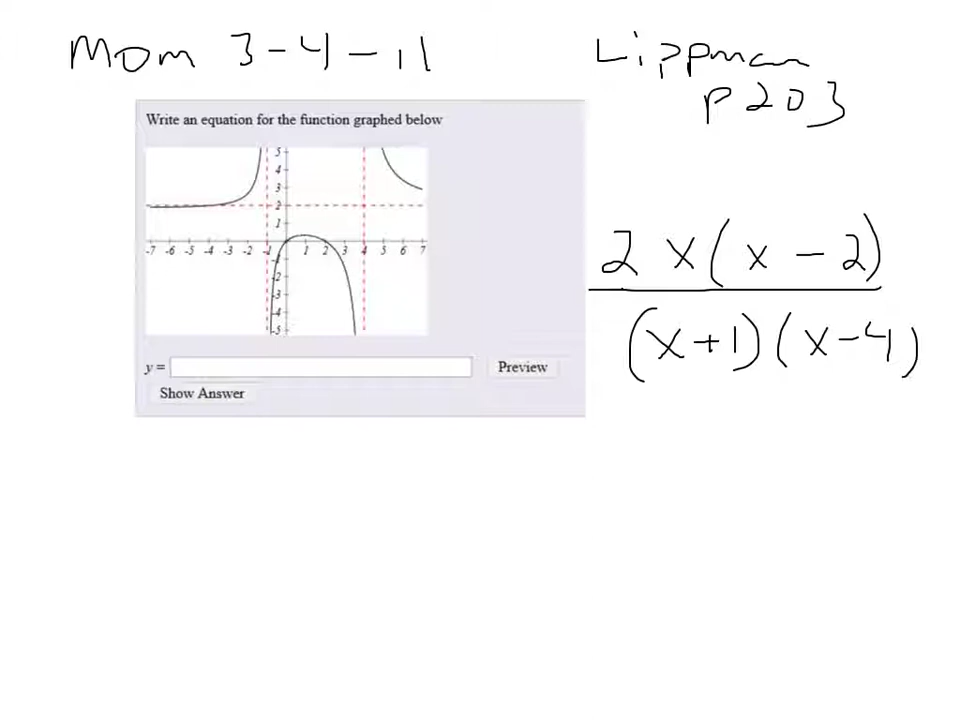 Mom 3-4-11
Lippman
p 203
Write an equation for the function graphed below
5
4
3
2
1
-7 -6 -5 -4 -3 -2 -1 1 2 3 4 5 6 7
-1
-2
-3
-4
-5
2 x (x - 2)
(x + 1) (x - 4)
y =
Preview
Show Answer